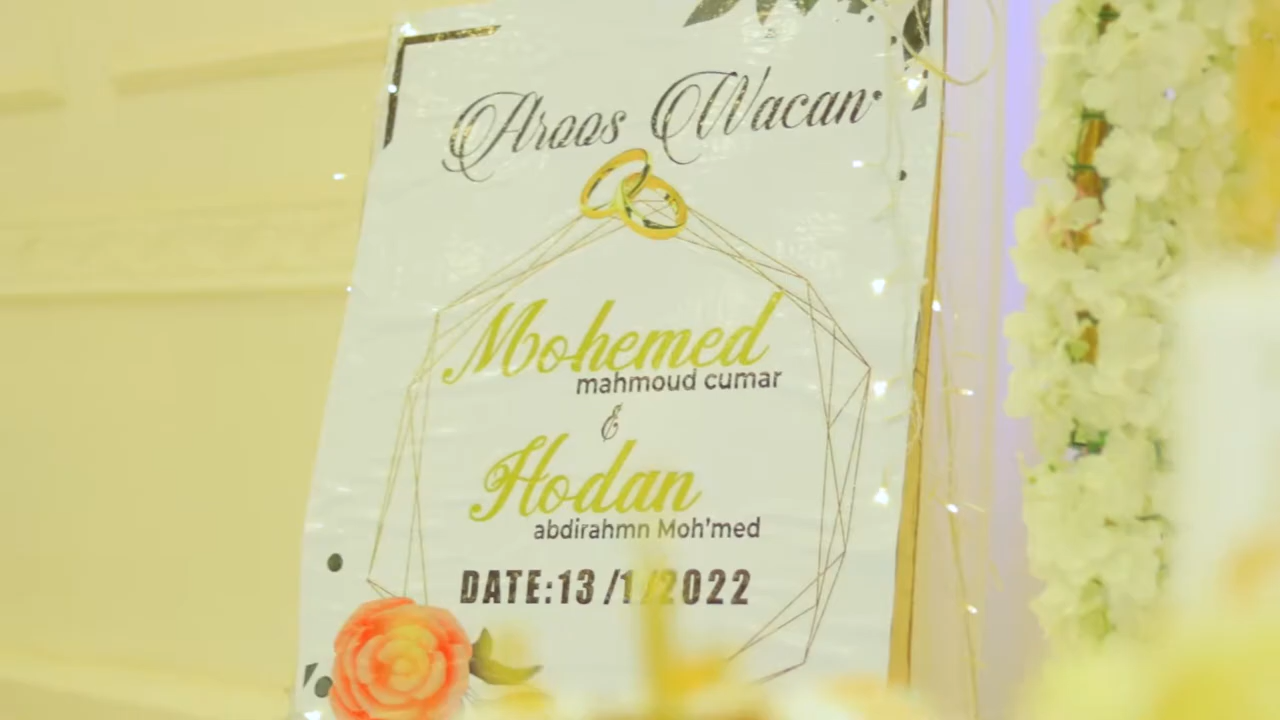 Aroos Wacan
Mohemed
mahmoud cumar
&
Hodan
abdirahmn Moh'med
DATE:13/1/2022